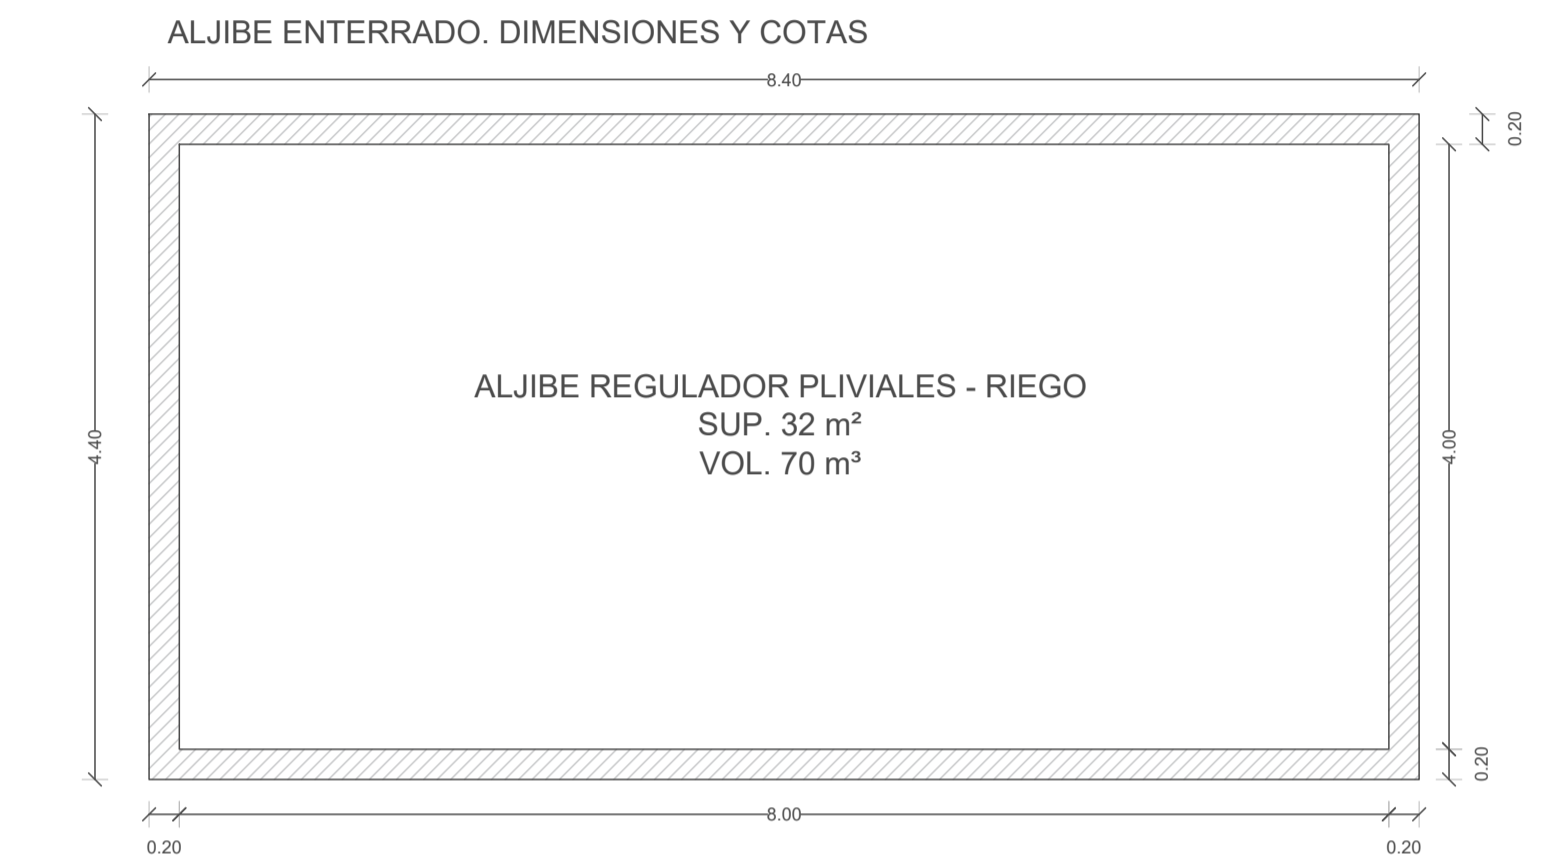 ALJIBE ENTERRADO. DIMENSIONES Y COTAS
8.40
0.20
ALJIBE REGULADOR PLIVIALES - RIEGO
SUP. 32 m²
VOL. 70 m³
4.40
4.00
0.20
8.00
0.20
0.20